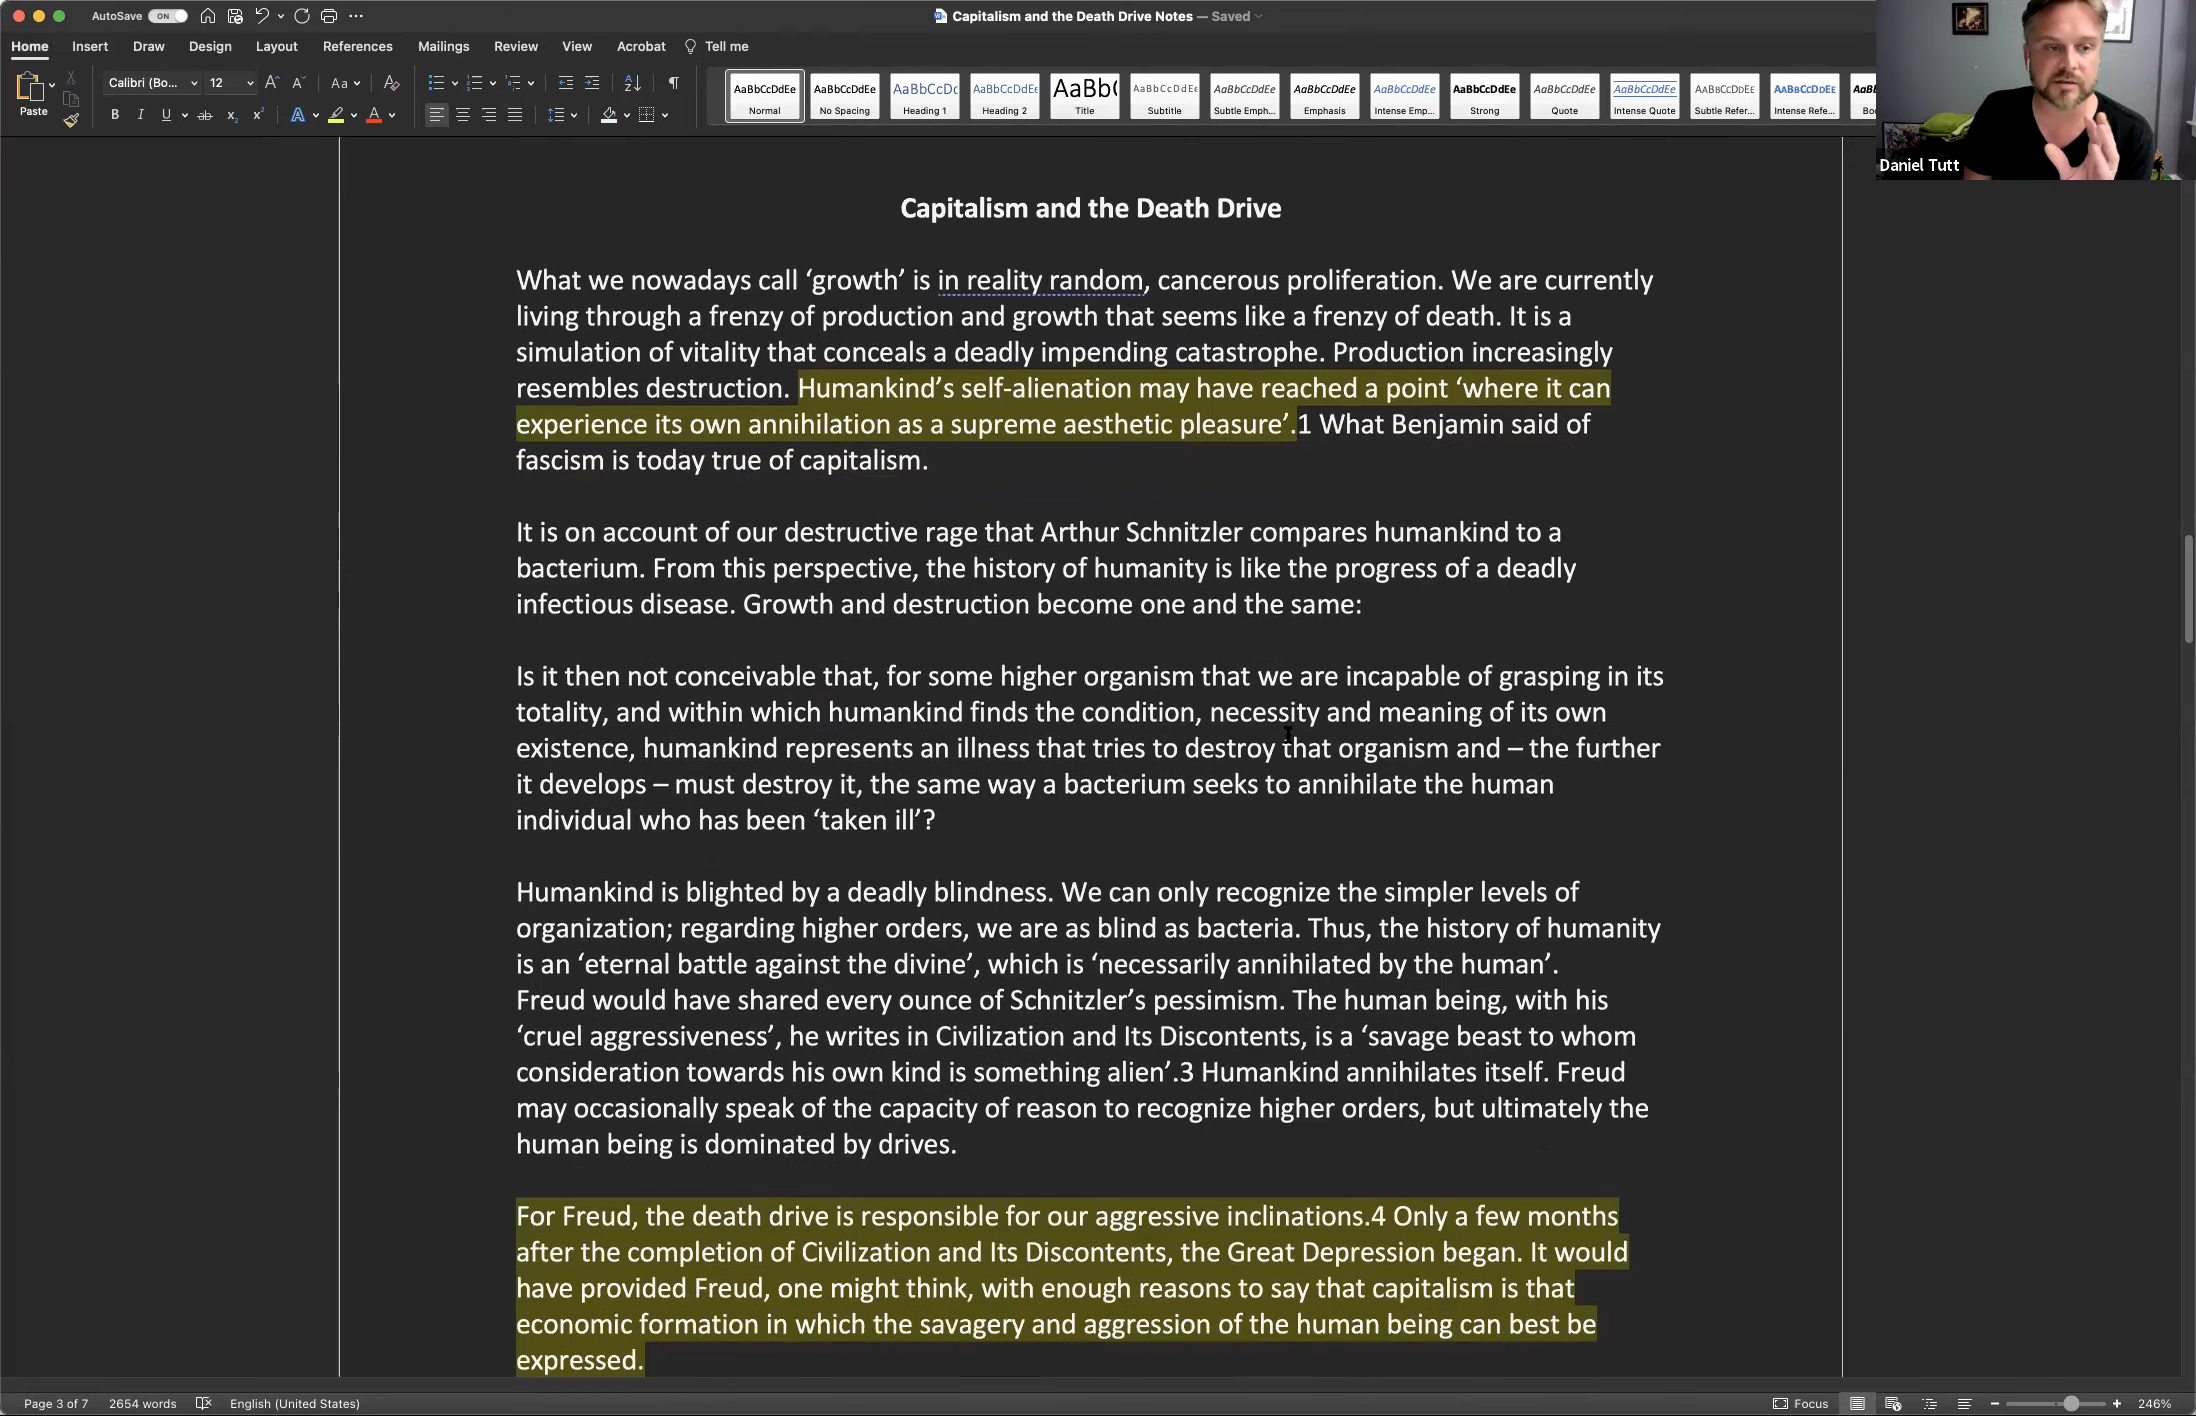 AutoSave ON
Capitalism and the Death Drive Notes — Saved
Home Insert Draw Design Layout References Mailings Review View Acrobat Tell me
Paste
Calibri (Bo... 12
AaBbCcDdEe AaBbCcDdEe AaBbCcDc AaBbCcDdEe AaBb( AaBbCcDdEe AaBbCcDdEe AaBbCcDdEe AaBbCcDdEe AaBbCcDdEe AaBbCcDdEe AaBbCcDdEe AaBbCcDdEe AaBbCcDdEe
Normal No Spacing Heading 1 Heading 2 Title Subtitle Subtle Emph... Emphasis Intense Emp... Strong Quote Intense Quote Subtle Refer... Intense Refe...
Daniel Tutt
Capitalism and the Death Drive
What we nowadays call ‘growth’ is in reality random, cancerous proliferation. We are currently
living through a frenzy of production and growth that seems like a frenzy of death. It is a
simulation of vitality that conceals a deadly impending catastrophe. Production increasingly
resembles destruction. Humankind’s self-alienation may have reached a point ‘where it can
experience its own annihilation as a supreme aesthetic pleasure’.1 What Benjamin said of
fascism is today true of capitalism.
It is on account of our destructive rage that Arthur Schnitzler compares humankind to a
bacterium. From this perspective, the history of humanity is like the progress of a deadly
infectious disease. Growth and destruction become one and the same:
Is it then not conceivable that, for some higher organism that we are incapable of grasping in its
totality, and within which humankind finds the condition, necessity and meaning of its own
existence, humankind represents an illness that tries to destroy that organism and – the further
it develops – must destroy it, the same way a bacterium seeks to annihilate the human
individual who has been ‘taken ill’?
Humankind is blighted by a deadly blindness. We can only recognize the simpler levels of
organization; regarding higher orders, we are as blind as bacteria. Thus, the history of humanity
is an ‘eternal battle against the divine’, which is ‘necessarily annihilated by the human’.
Freud would have shared every ounce of Schnitzler’s pessimism. The human being, with his
‘cruel aggressiveness’, he writes in Civilization and Its Discontents, is a ‘savage beast to whom
consideration towards his own kind is something alien’.3 Humankind annihilates itself. Freud
may occasionally speak of the capacity of reason to recognize higher orders, but ultimately the
human being is dominated by drives.
For Freud, the death drive is responsible for our aggressive inclinations.4 Only a few months
after the completion of Civilization and Its Discontents, the Great Depression began. It would
have provided Freud, one might think, with enough reasons to say that capitalism is that
economic formation in which the savagery and aggression of the human being can best be
expressed.
Page 3 of 7 2654 words English (United States) Focus 246%